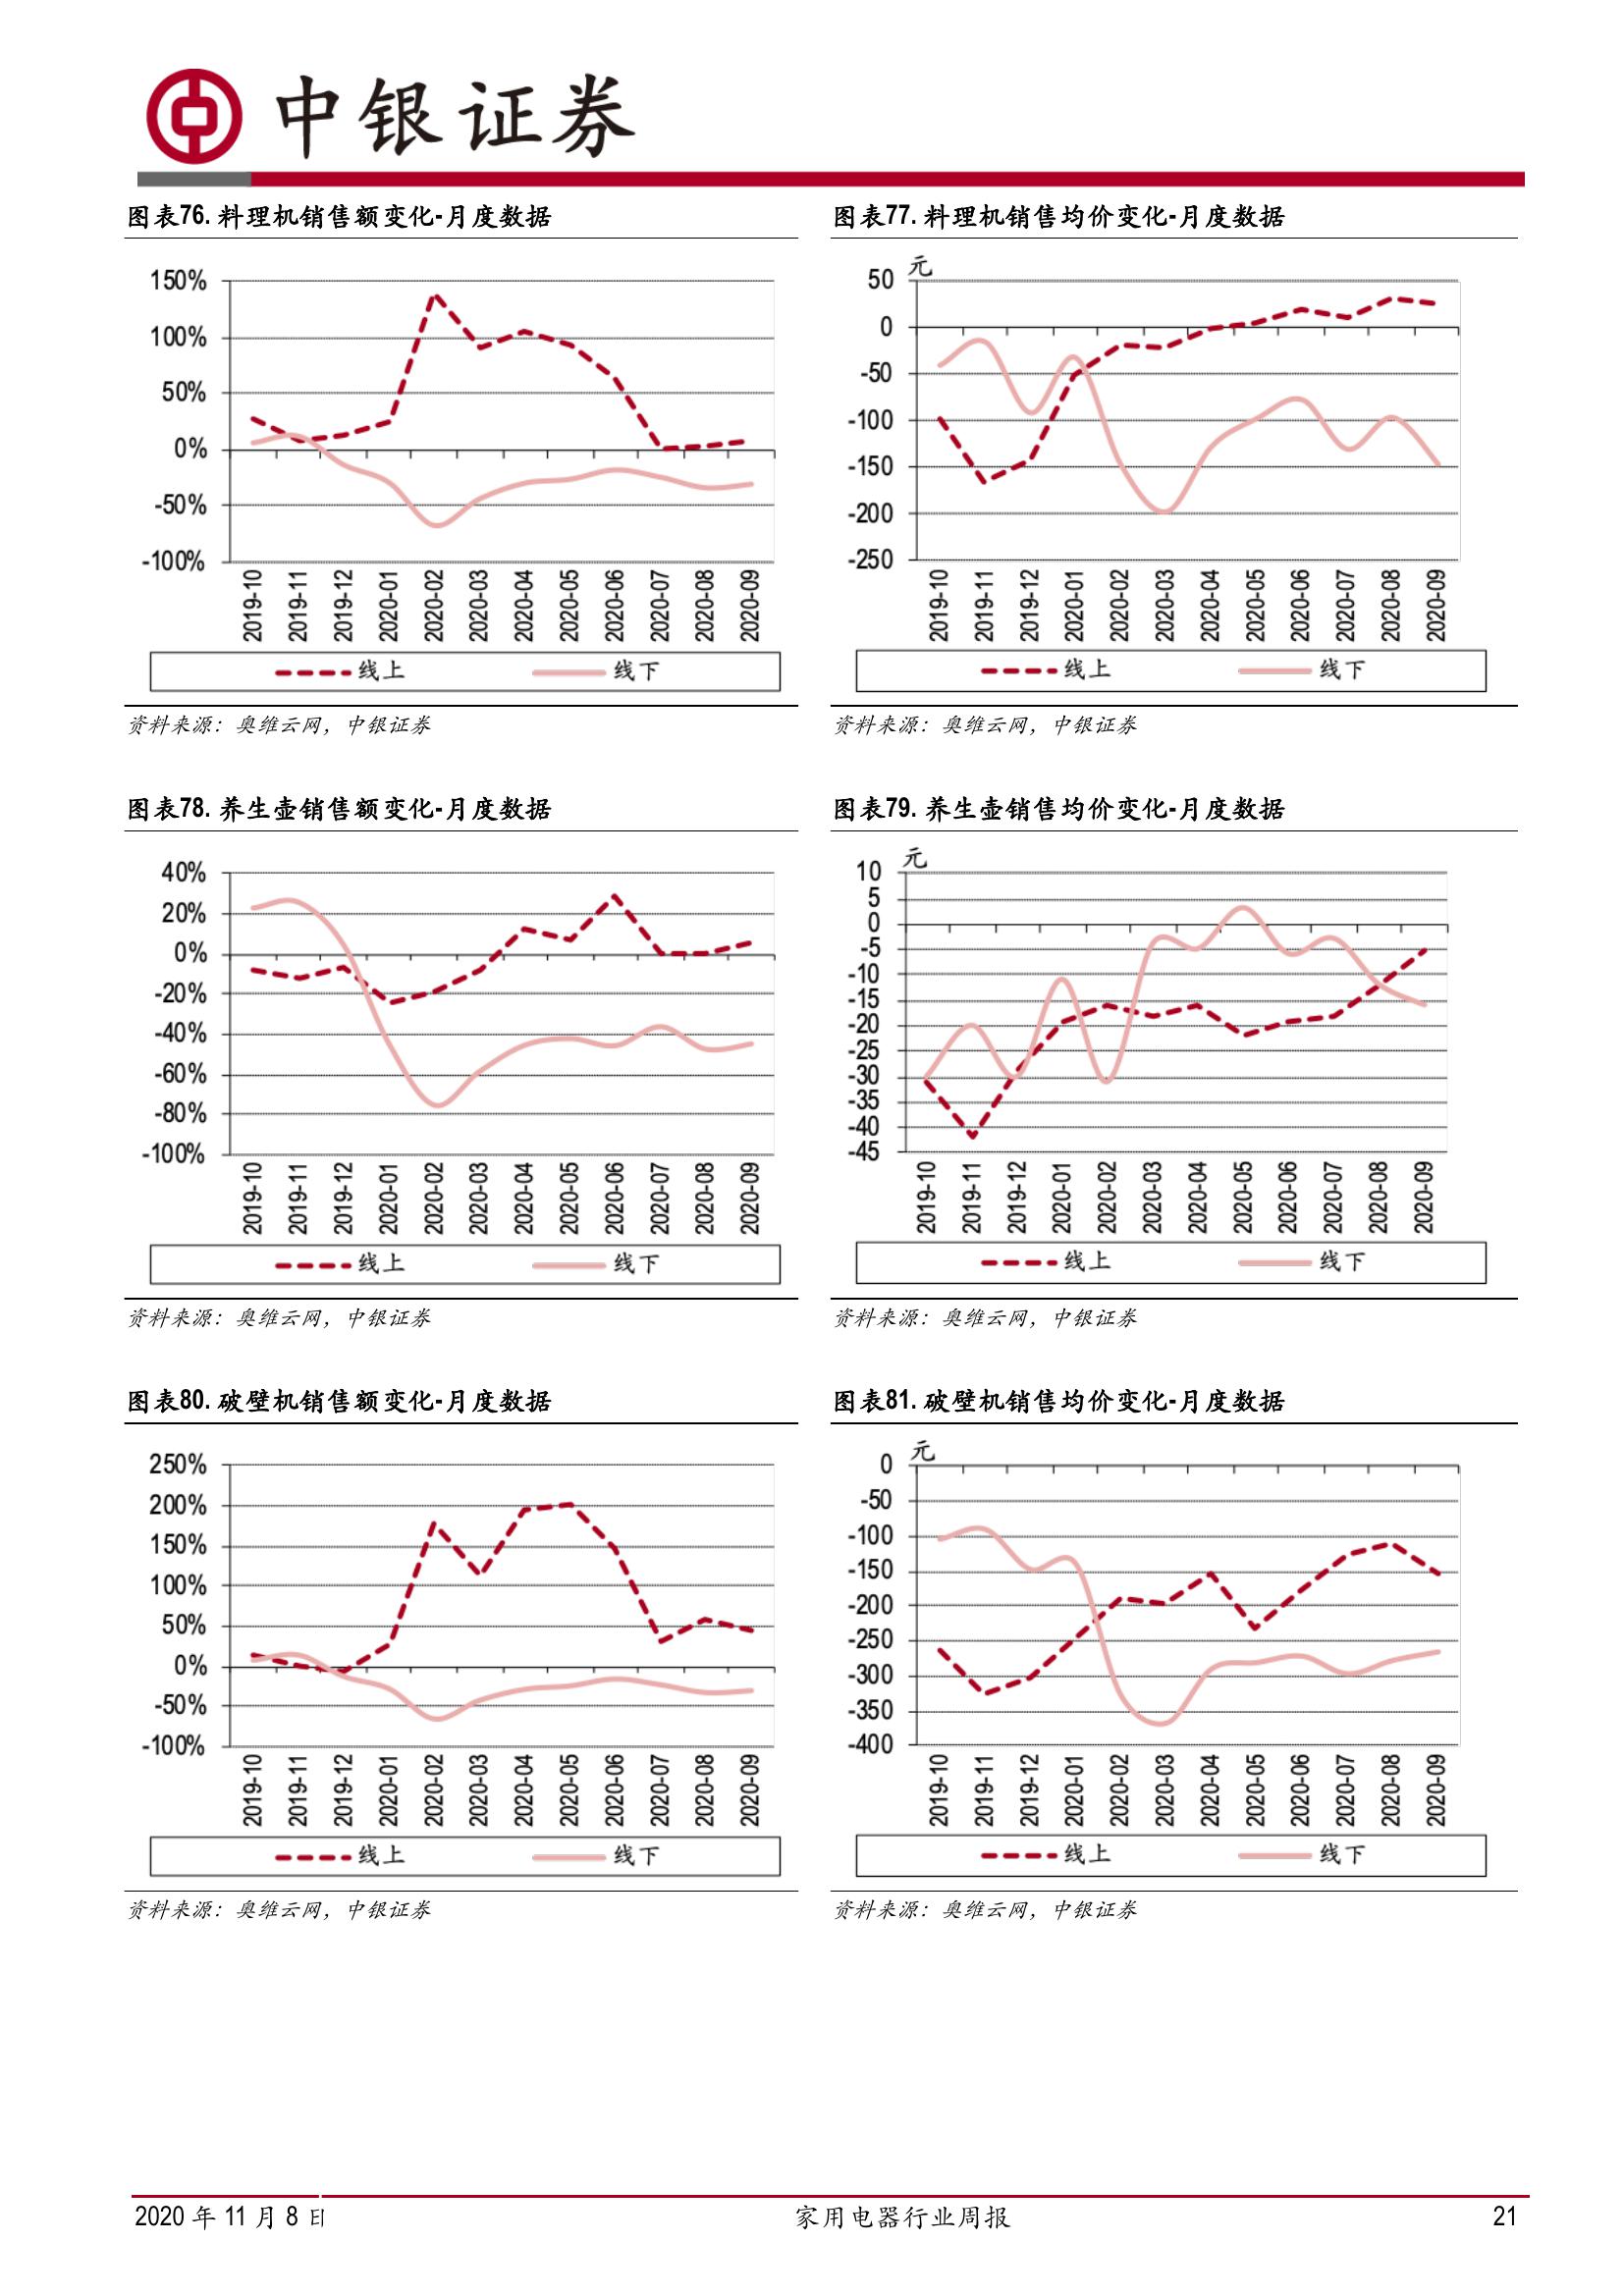 中银证券
图表76. 料理机销售额变化-月度数据
150%
100%
50%
0%
-50%
-100%
2019-10 2019-11 2019-12 2020-01 2020-02 2020-03 2020-04 2020-05 2020-06 2020-07 2020-08 2020-09
线上 线下
资料来源：奥维云网，中银证券
图表77. 料理机销售均价变化-月度数据
元
50
0
-50
-100
-150
-200
-250
2019-10 2019-11 2019-12 2020-01 2020-02 2020-03 2020-04 2020-05 2020-06 2020-07 2020-08 2020-09
线上 线下
资料来源：奥维云网，中银证券
图表78. 养生壶销售额变化-月度数据
40%
20%
0%
-20%
-40%
-60%
-80%
-100%
2019-10 2019-11 2019-12 2020-01 2020-02 2020-03 2020-04 2020-05 2020-06 2020-07 2020-08 2020-09
线上 线下
资料来源：奥维云网，中银证券
图表79. 养生壶销售均价变化-月度数据
元
10
5
0
-5
-10
-15
-20
-25
-30
-35
-40
-45
2019-10 2019-11 2019-12 2020-01 2020-02 2020-03 2020-04 2020-05 2020-06 2020-07 2020-08 2020-09
线上 线下
资料来源：奥维云网，中银证券
图表80. 破壁机销售额变化-月度数据
250%
200%
150%
100%
50%
0%
-50%
-100%
2019-10 2019-11 2019-12 2020-01 2020-02 2020-03 2020-04 2020-05 2020-06 2020-07 2020-08 2020-09
线上 线下
资料来源：奥维云网，中银证券
图表81. 破壁机销售均价变化-月度数据
元
0
-50
-100
-150
-200
-250
-300
-350
-400
2019-10 2019-11 2019-12 2020-01 2020-02 2020-03 2020-04 2020-05 2020-06 2020-07 2020-08 2020-09
线上 线下
资料来源：奥维云网，中银证券
2020 年 11 月 8 日 家用电器行业周报 21